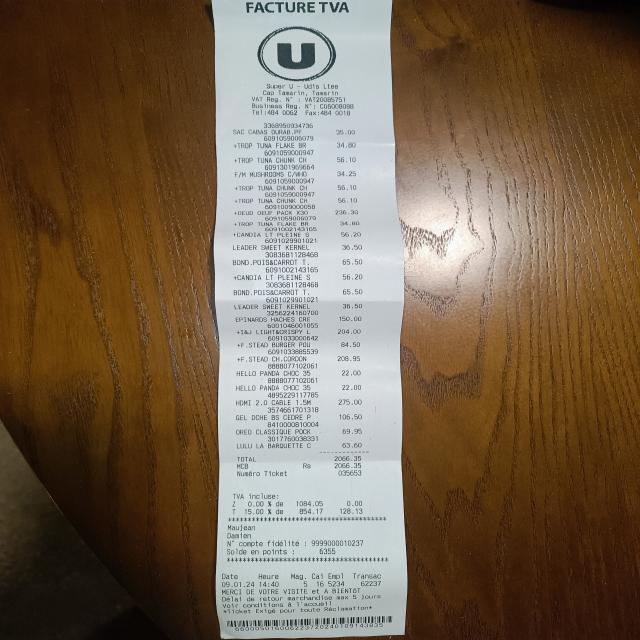 FACTURE TVA
U
Super U - Udis Ltee
Cap Tamarin, Tamarin
VAT Reg. N° : VAT20085751
Business Reg. N°: C06008088
Tel:484 0062 Fax:484 0018
3368950934736
SAC CABAS DURAB.PF 35.00
6091059006079
+TROP TUNA FLAKE BR 34.80
6091059000947
+TROP TUNA CHUNK CH 56.10
6091301969664
F/M MUSHROOMS C/WHO 34.25
6091059000947
+TROP TUNA CHUNK CH 56.10
6091059000947
+TROP TUNA CHUNK CH 56.10
6091009000058
+OEUD OEUF PACK X30 236.30
6091059006079
+TROP TUNA FLAKE BR 34.80
6091002143165
+CANDIA LT PLEINE S 56.20
6091029901021
LEADER SWEET KERNEL 36.50
3083681128468
BOND.POIS&CARROT T. 65.50
6091002143165
+CANDIA LT PLEINE S 56.20
3083681128468
BOND.POIS&CARROT T. 65.50
6091029901021
LEADER SWEET KERNEL 36.50
3256224160700
EPINARDS HACHES CRE 150.00
6001046001055
+I&J LIGHT&CRISPY L 204.00
6091033000642
+F.STEAD BURGER POU 84.50
6091033885539
+F.STEAD CH.CORDON 208.95
8888077102061
HELLO PANDA CHOC 35 22.00
8888077102061
HELLO PANDA CHOC 35 22.00
4895229117785
HDMI 2.0 CABLE 1.5M 275.00
3574661701318
GEL DCHE BS CEDRE P 106.50
8410000810004
OREO CLASSIQUE POCK 69.95
3017760038331
LULU LA BARQUETTE C 63.60
TOTAL 2066.35
MCB Rs 2066.35
Numéro Ticket 035653
TVA incluse:
Z 0.00 % de 1084.05 0.00
T 15.00 % de 854.17 128.13
Maujean
Damien
N° compte fidélité : 9999000010237
Solde en points : 6355
Date Heure Mag. Cai Empl Transac
09.01.24 14:40 5 16 5234 62237
MERCI DE VOTRE VISITE et A BIENTOT
Délai de retour marchandise max 5 jours
Voir conditions à l'accueil
*Ticket Exigé pour toute Réclamation*